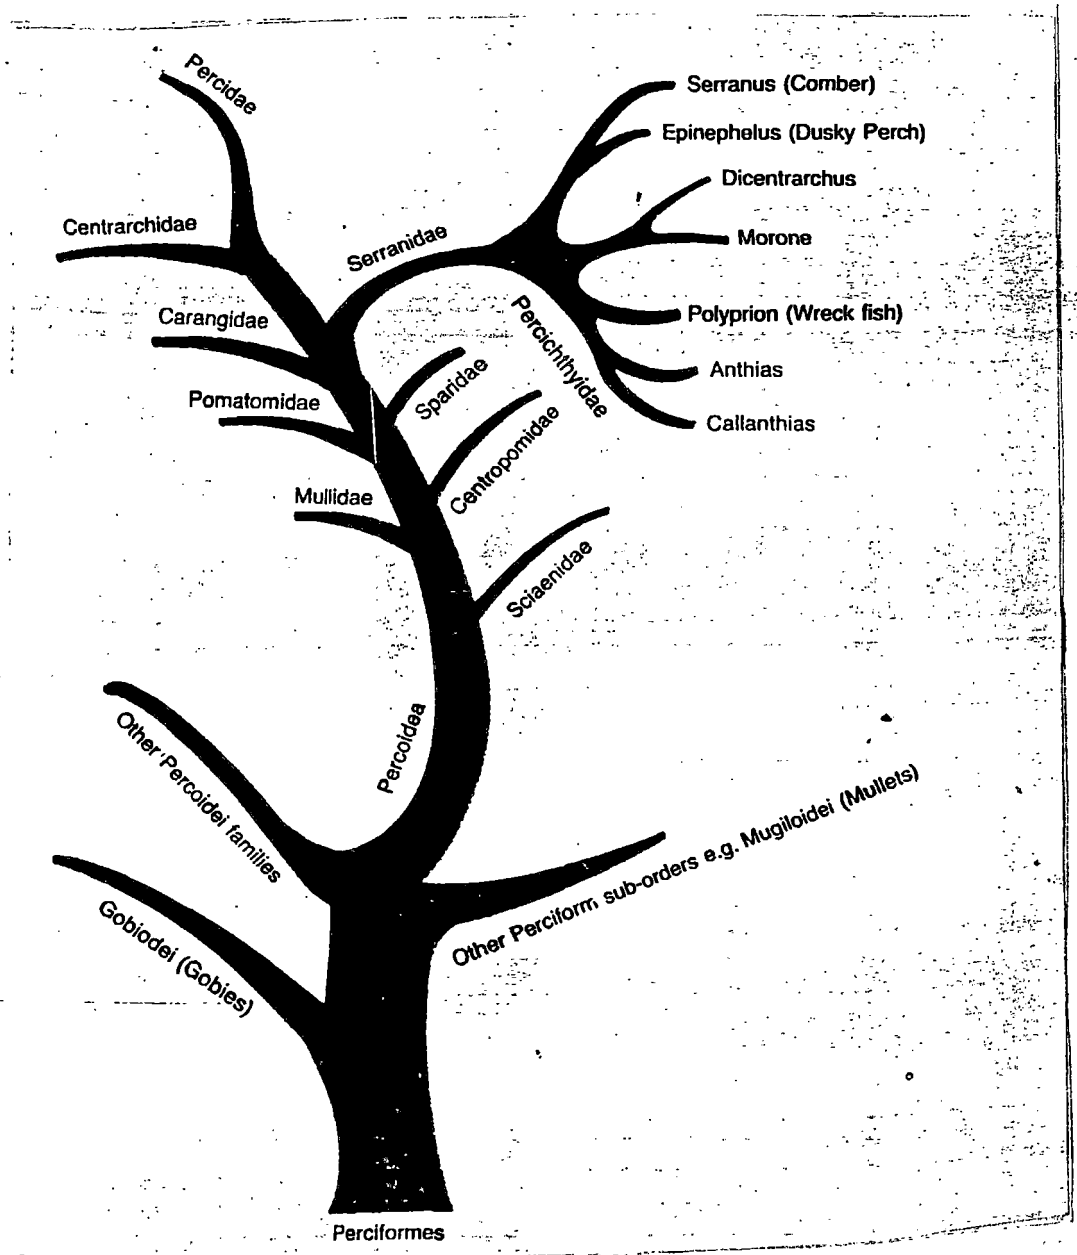 Percidae
Serranus (Comber)
Epinephelus (Dusky Perch)
Dicentrarchus
Centrarchidae
Serranidae
Morone
Carangidae
Percichthyidae
Polyprion (Wreck fish)
Anthias
Pomatomidae
Sparidae
Callanthias
Centropomidae
Mullidae
Sciaenidae
Percoidea
Other Percoidei families
Other Perciform sub-orders e.g. Mugiloidei (Mullets)
Gobiodei (Gobies)
Perciformes